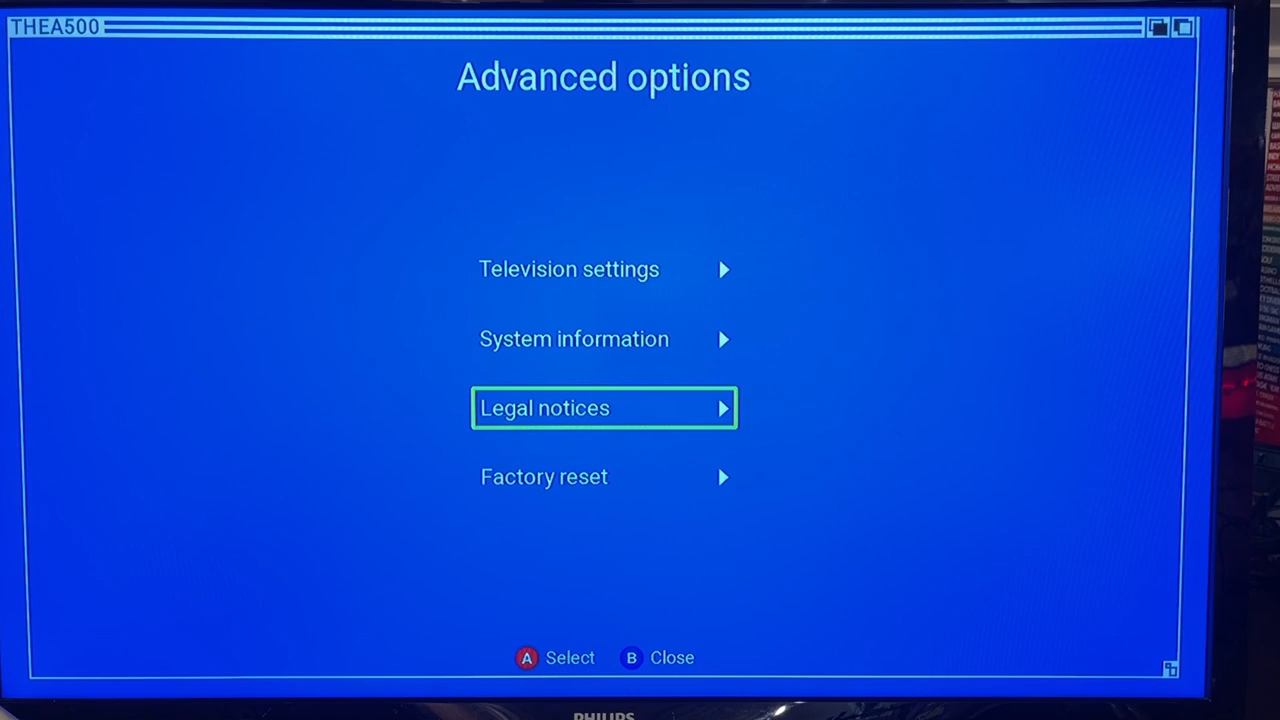 THEA500
Advanced options
Television settings
System information
Legal notices
Factory reset
A Select B Close
PHILIPS